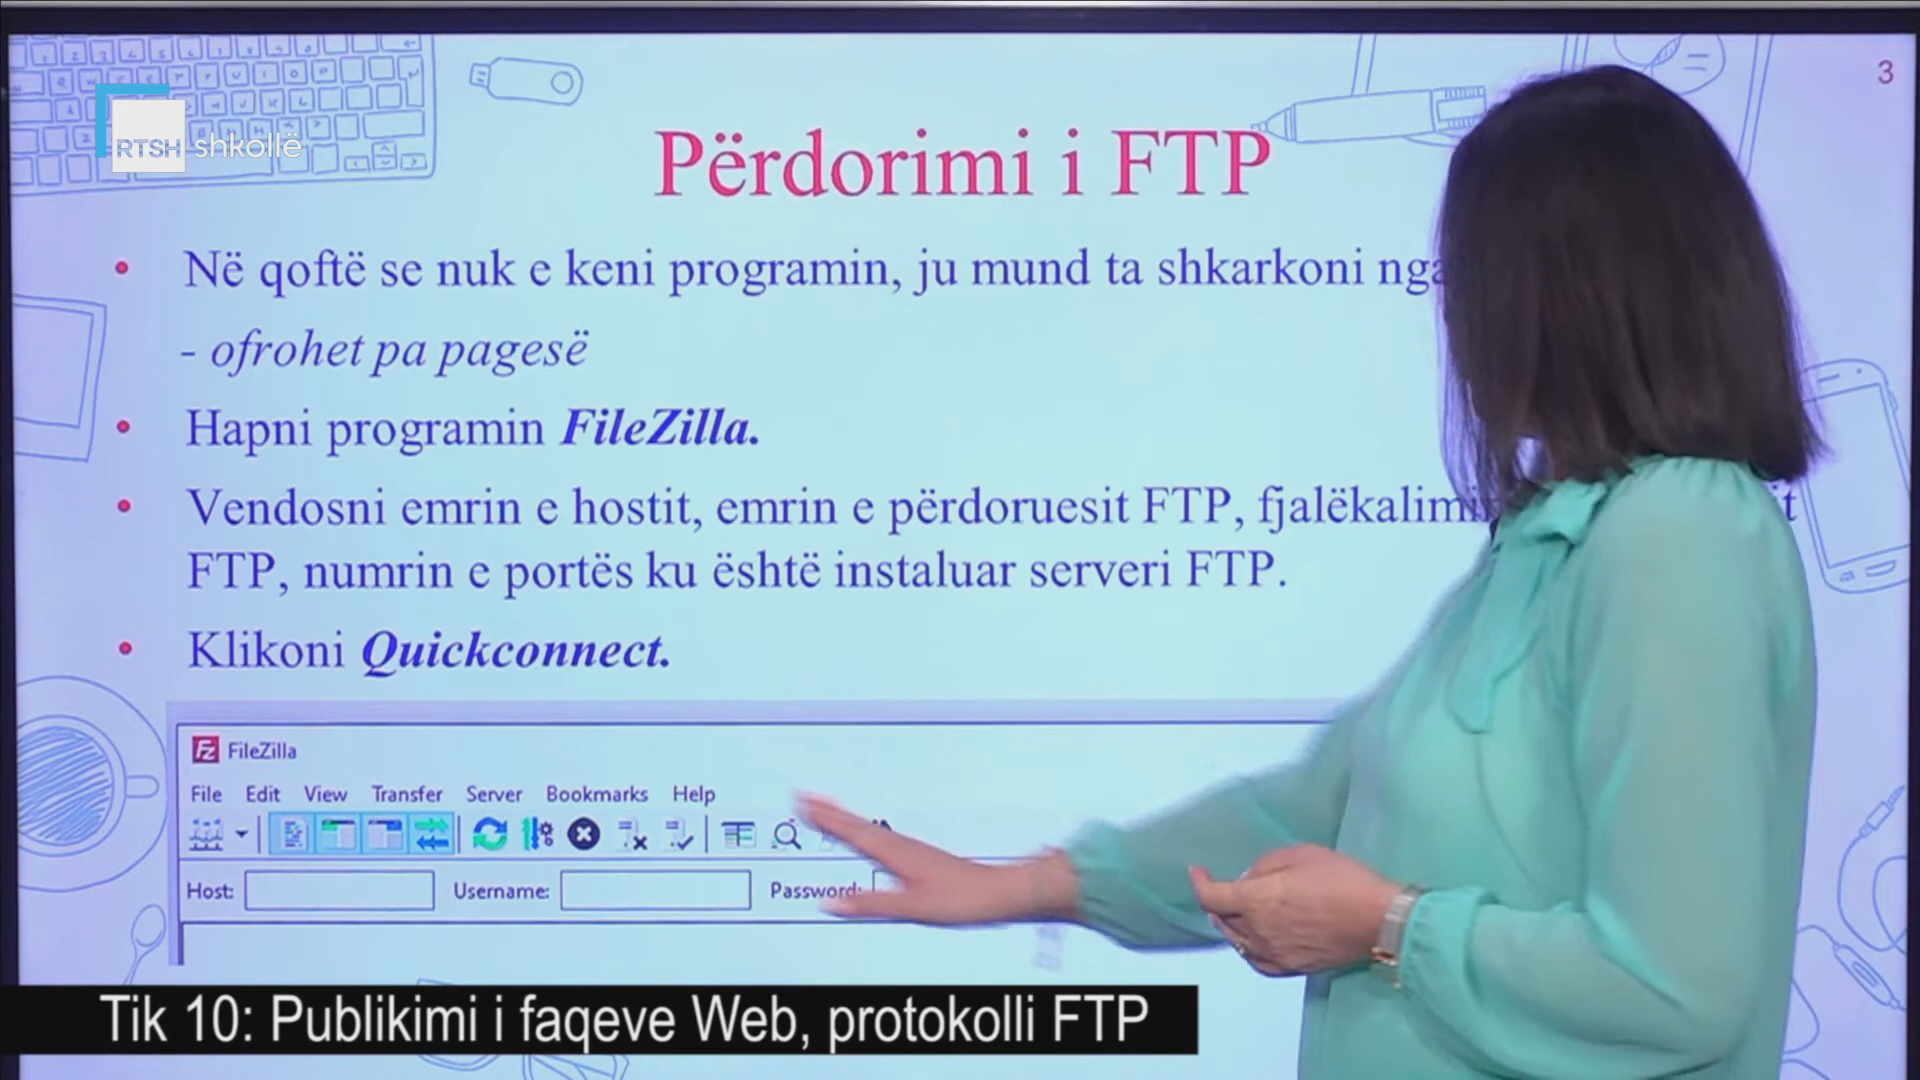 3
RTSH shkollë
Përdorimi i FTP
• Në qoftë se nuk e keni programin, ju mund ta shkarkoni nga
- ofrohet pa pagesë
• Hapni programin FileZilla.
• Vendosni emrin e hostit, emrin e përdoruesit FTP,
FTP, numrin e portës ku është instaluar serveri FTP.
• Klikoni Quickconnect.
Fz FileZilla
File Edit View Transfer Server Bookmarks Help
Host: Username: Password:
Tik 10: Publikimi i faqeve Web, protokolli FTP